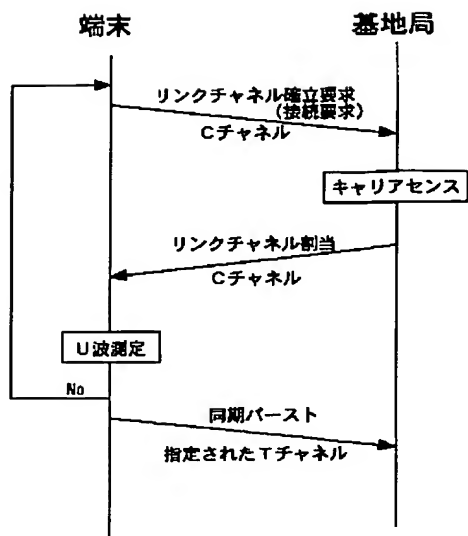 端末
基地局
リンクチャネル確立要求
(接続要求)
Cチャネル
キャリアセンス
リンクチャネル割当
Cチャネル
U波測定
No
同期バースト
指定されたTチャネル